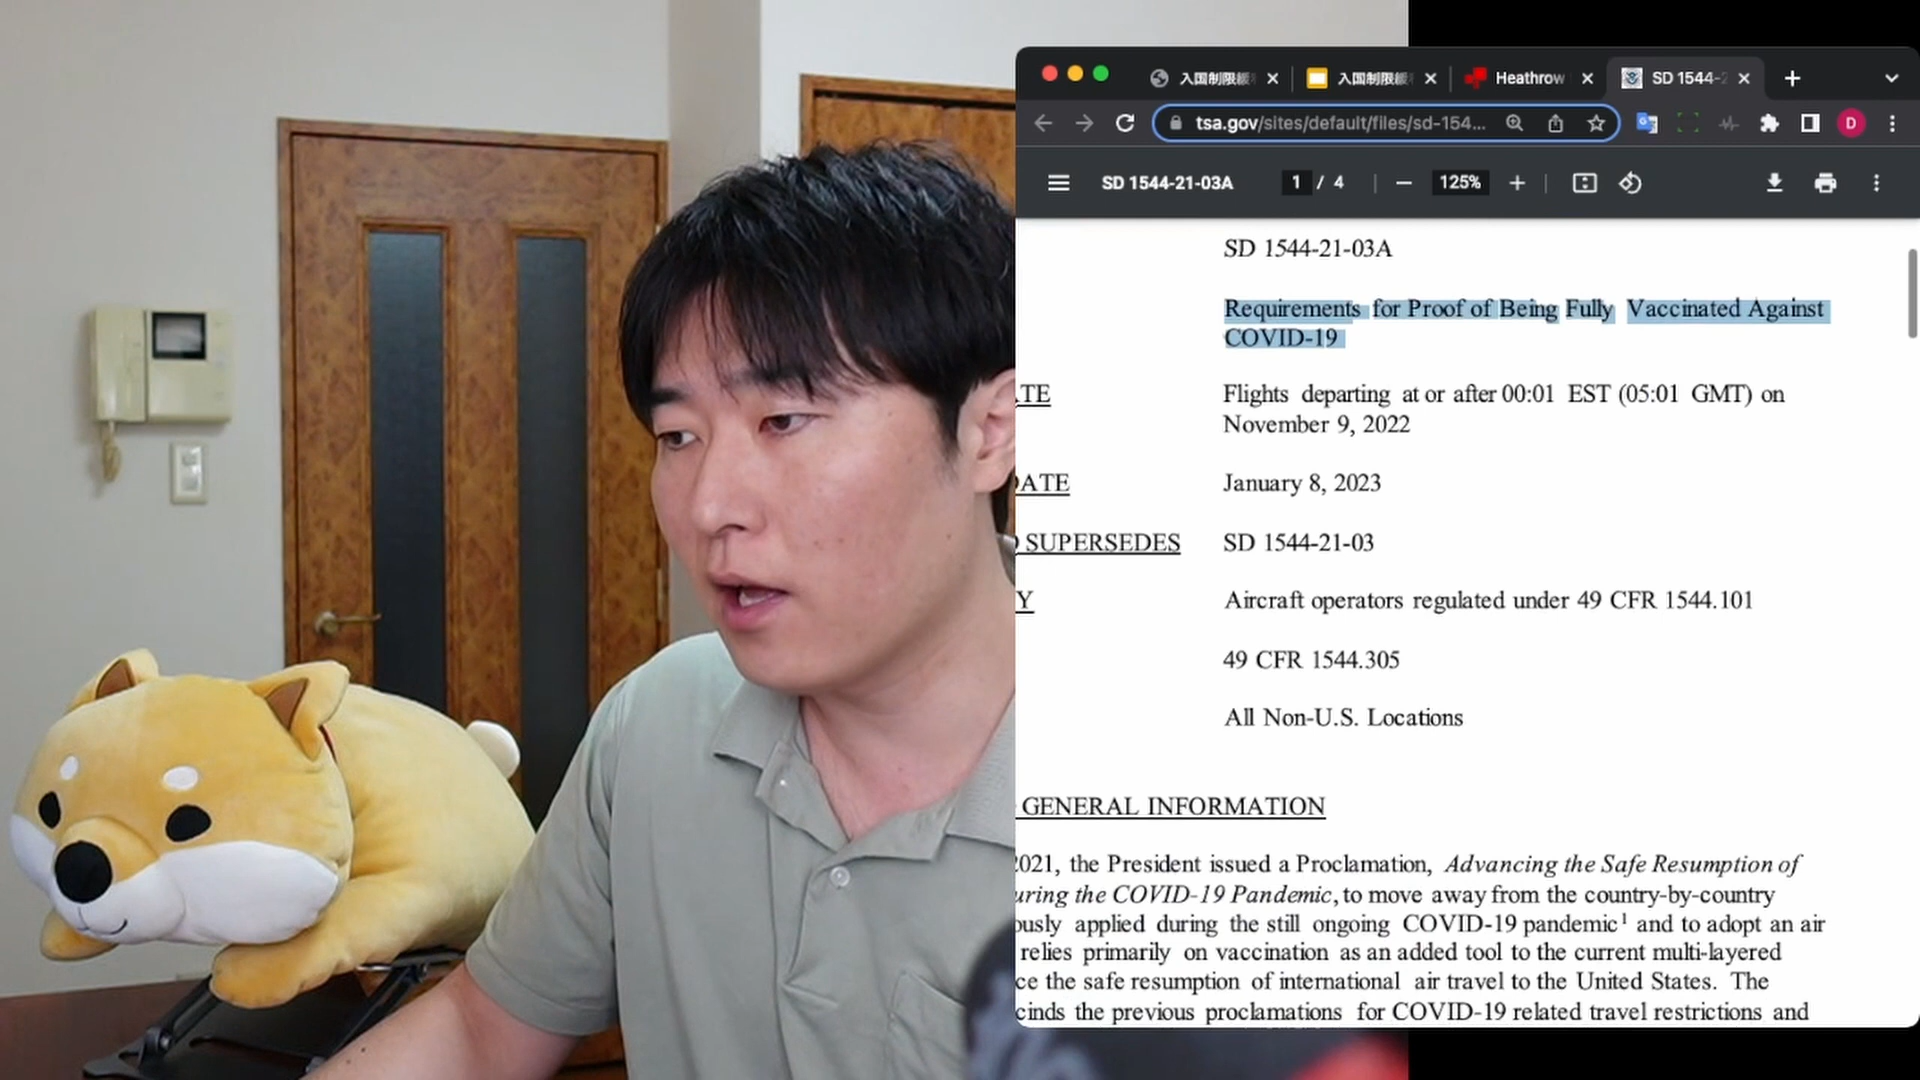 入国制限緩
入国制限緩
Heathrow
SD 1544-2
tsa.gov/sites/default/files/sd-154...
D
SD 1544-21-03A
1 / 4
125%
SD 1544-21-03A
Requirements for Proof of Being Fully Vaccinated Against
COVID-19
ATE Flights departing at or after 00:01 EST (05:01 GMT) on
November 9, 2022
DATE January 8, 2023
SUPERSEDES SD 1544-21-03
Y Aircraft operators regulated under 49 CFR 1544.101
49 CFR 1544.305
All Non-U.S. Locations
GENERAL INFORMATION
2021, the President issued a Proclamation, Advancing the Safe Resumption of
uring the COVID-19 Pandemic, to move away from the country-by-country
ously applied during the still ongoing COVID-19 pandemic1 and to adopt an air
relies primarily on vaccination as an added tool to the current multi-layered
ce the safe resumption of international air travel to the United States. The
cinds the previous proclamations for COVID-19 related travel restrictions and